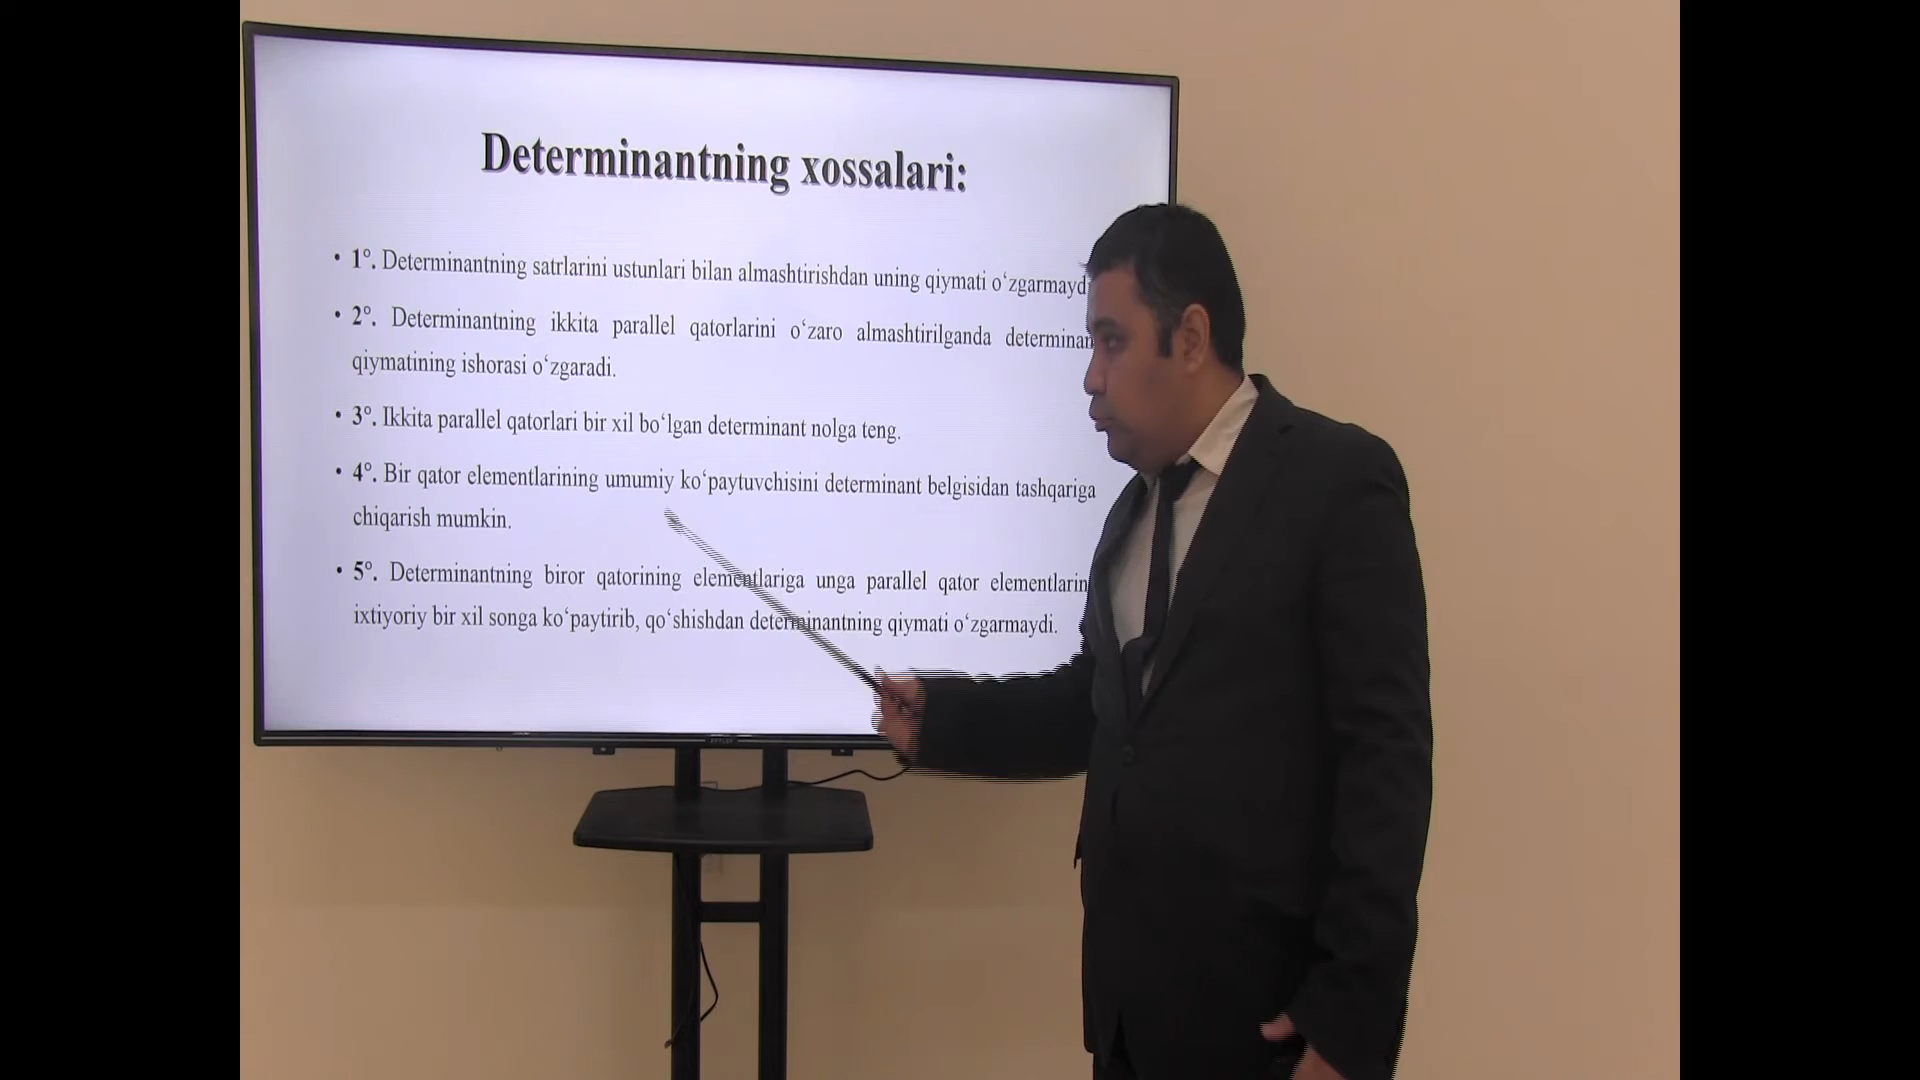 Determinantning xossalari:
• 1°. Determinantning satrlarini ustunlari bilan almashtirishdan uning qiymati o‘zgarmayd
• 2°. Determinantning ikkita parallel qatorlarini o‘zaro almashtirilganda determinan
qiymatining ishorasi o‘zgaradi.
• 3°. Ikkita parallel qatorlari bir xil bo‘lgan determinant nolga teng.
• 4°. Bir qator elementlarining umumiy ko‘paytuvchisini determinant belgisidan tashqariga
chiqarish mumkin.
• 5°. Determinantning biror qatorining elementlariga unga parallel qator elementlarin
ixtiyoriy bir xil songa ko‘paytirib, qo‘shishdan determinantning qiymati o‘zgarmaydi.